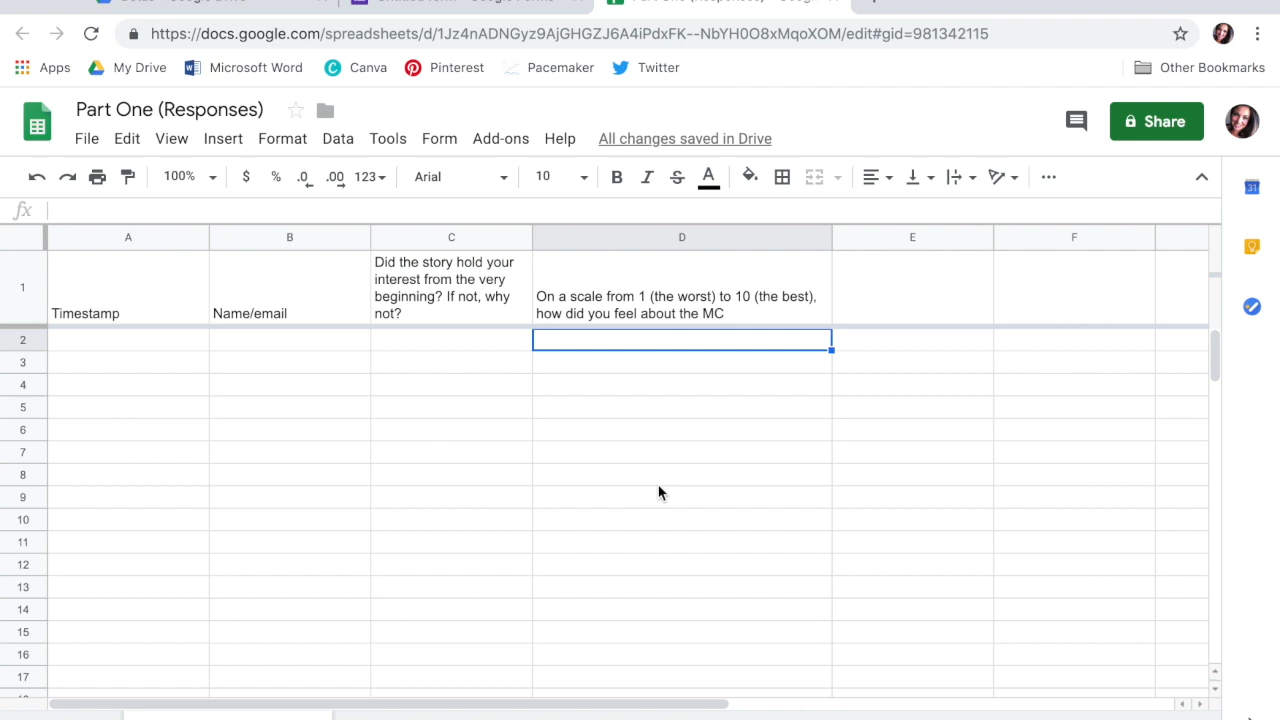 https://docs.google.com/spreadsheets/d/1Jz4nADNGyz9AjGHGZJ6A4iPdxFK--NbYH0O8xMqoXOM/edit#gid=981342115
Apps My Drive Microsoft Word Canva Pinterest Pacemaker Twitter Other Bookmarks
Part One (Responses)
File Edit View Insert Format Data Tools Form Add-ons Help All changes saved in Drive
Share
100% $ % .0 .00 123 Arial 10 B I S A
31
fx
A B C D E F
1
Timestamp
Name/email
Did the story hold your
interest from the very
beginning? If not, why
not?
On a scale from 1 (the worst) to 10 (the best),
how did you feel about the MC
2
3
4
5
6
7
8
9
10
11
12
13
14
15
16
17